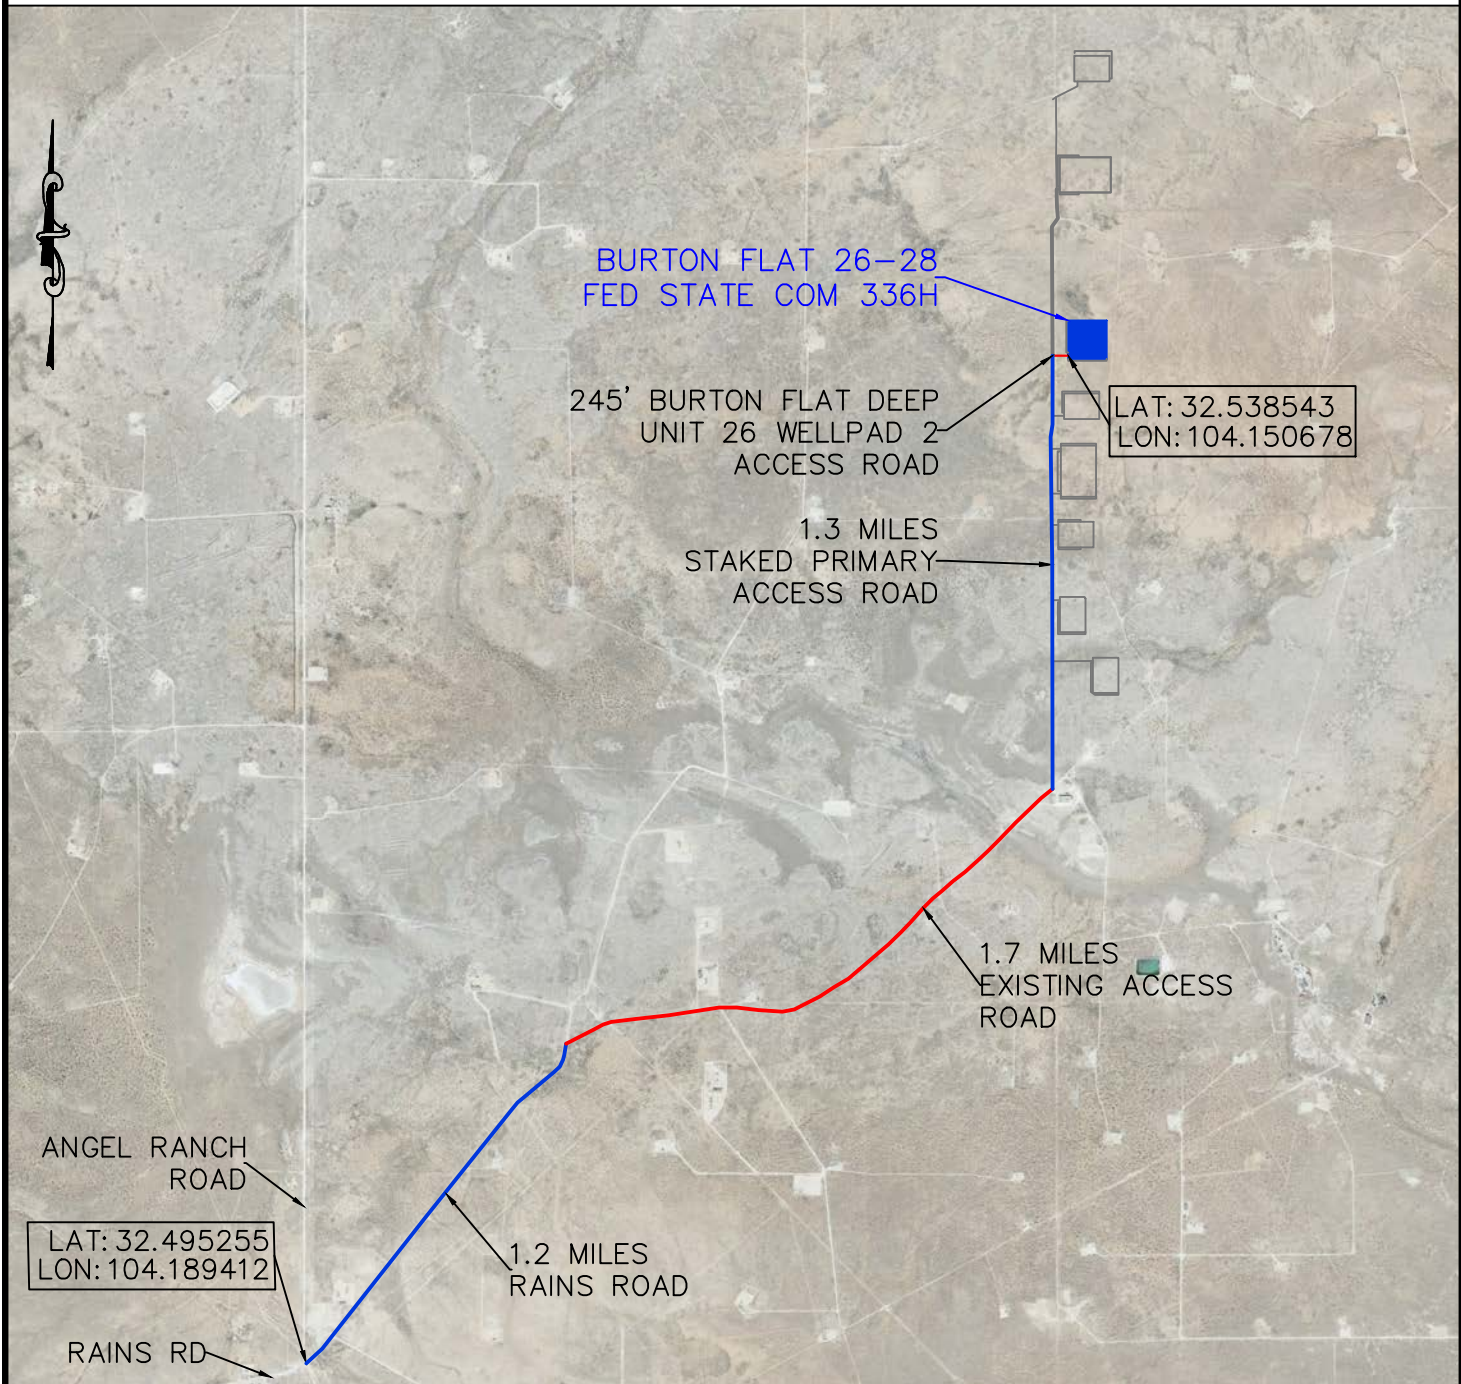 BURTON FLAT 26-28
FED STATE COM 336H
245' BURTON FLAT DEEP
UNIT 26 WELLPAD 2
ACCESS ROAD
LAT: 32.538543
LON: 104.150678
1.3 MILES
STAKED PRIMARY
ACCESS ROAD
1.7 MILES
EXISTING ACCESS
ROAD
ANGEL RANCH
ROAD
LAT: 32.495255
LON: 104.189412
1.2 MILES
RAINS ROAD
RAINS RD